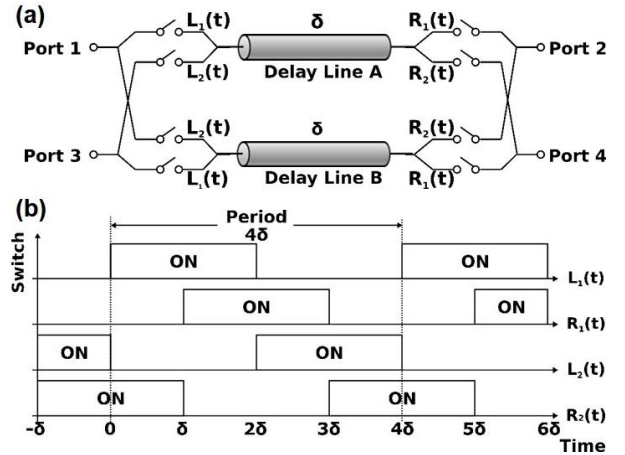 (a)
L₁(t) δ R₁(t)
Port 1 Port 2
L₂(t) Delay Line A R₂(t)
L₂(t) δ R₂(t)
Port 3 Port 4
L₁(t) Delay Line B R₁(t)
(b)
Period
4δ
Switch
ON ON L₁(t)
ON ON R₁(t)
ON ON L₂(t)
ON ON R₂(t)
-δ 0 δ 2δ 3δ 4δ 5δ 6δ
Time